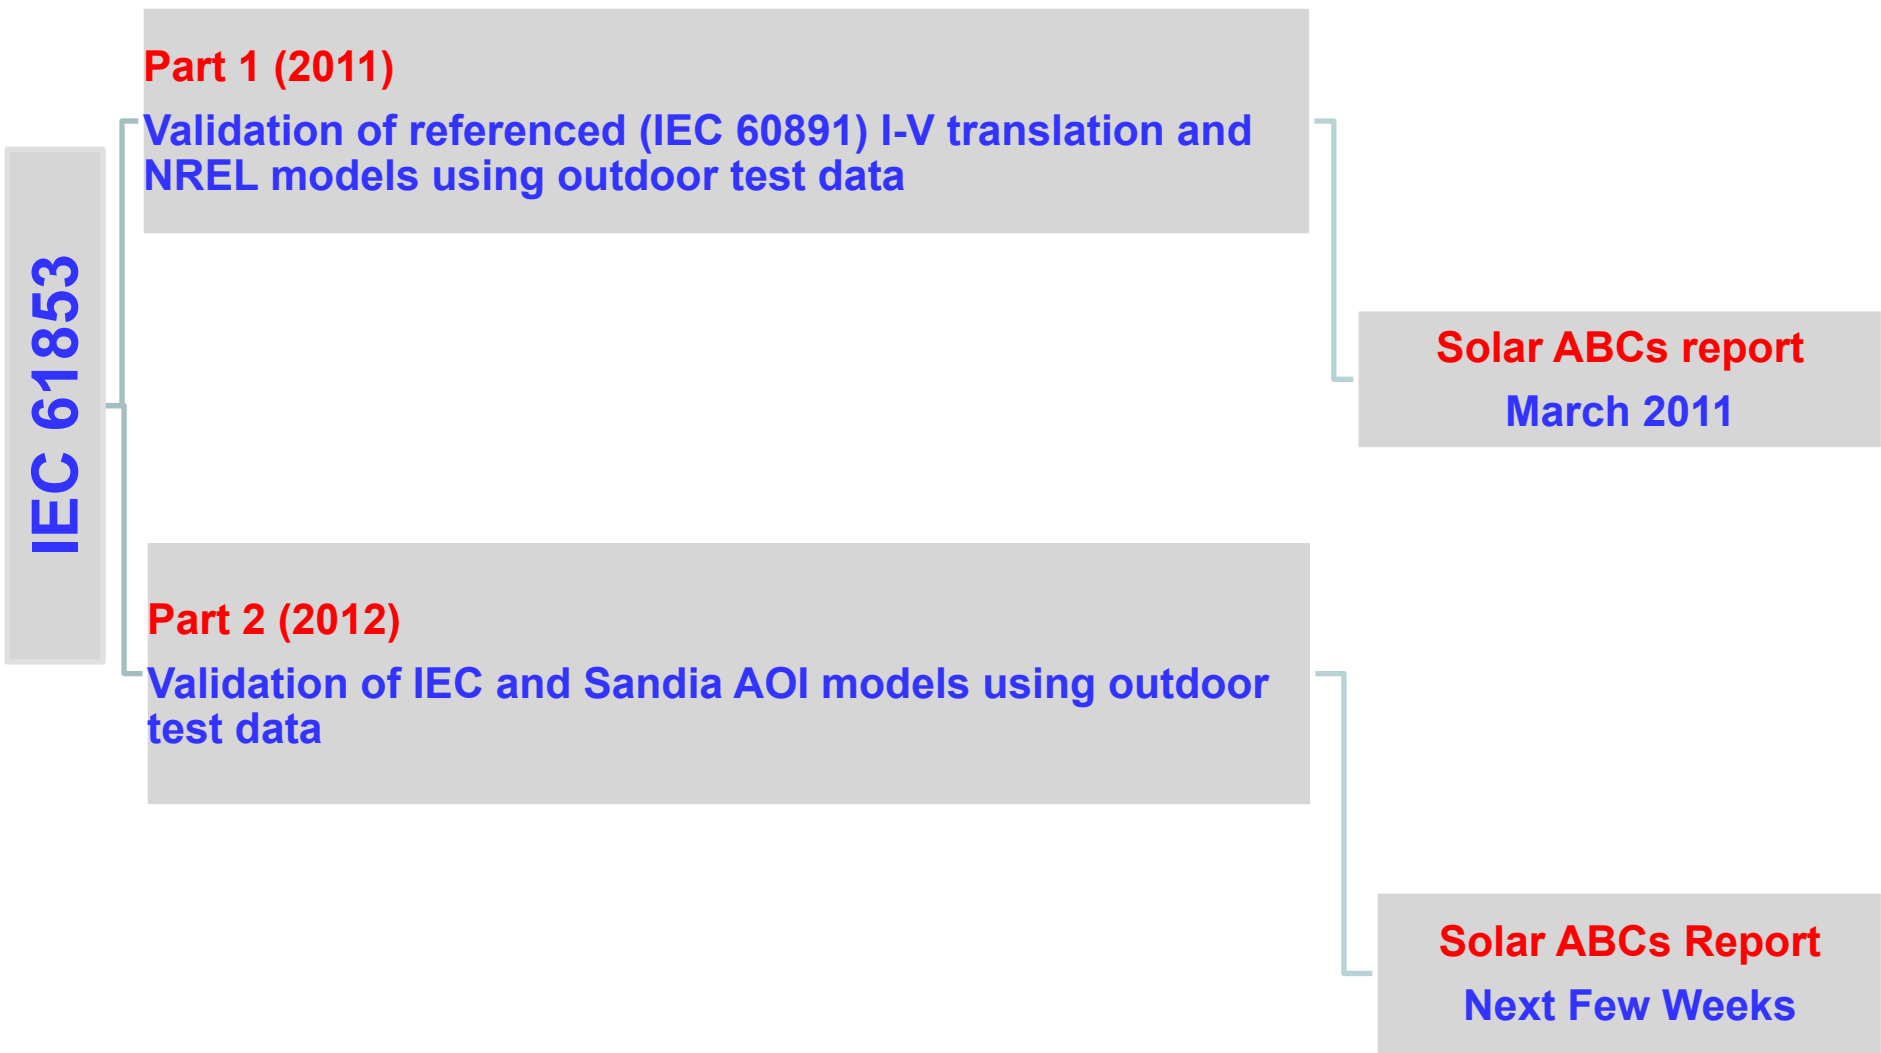 IEC 61853
Part 1 (2011)
Validation of referenced (IEC 60891) I-V translation and
NREL models using outdoor test data
Solar ABCs report
March 2011
Part 2 (2012)
Validation of IEC and Sandia AOI models using outdoor
test data
Solar ABCs Report
Next Few Weeks